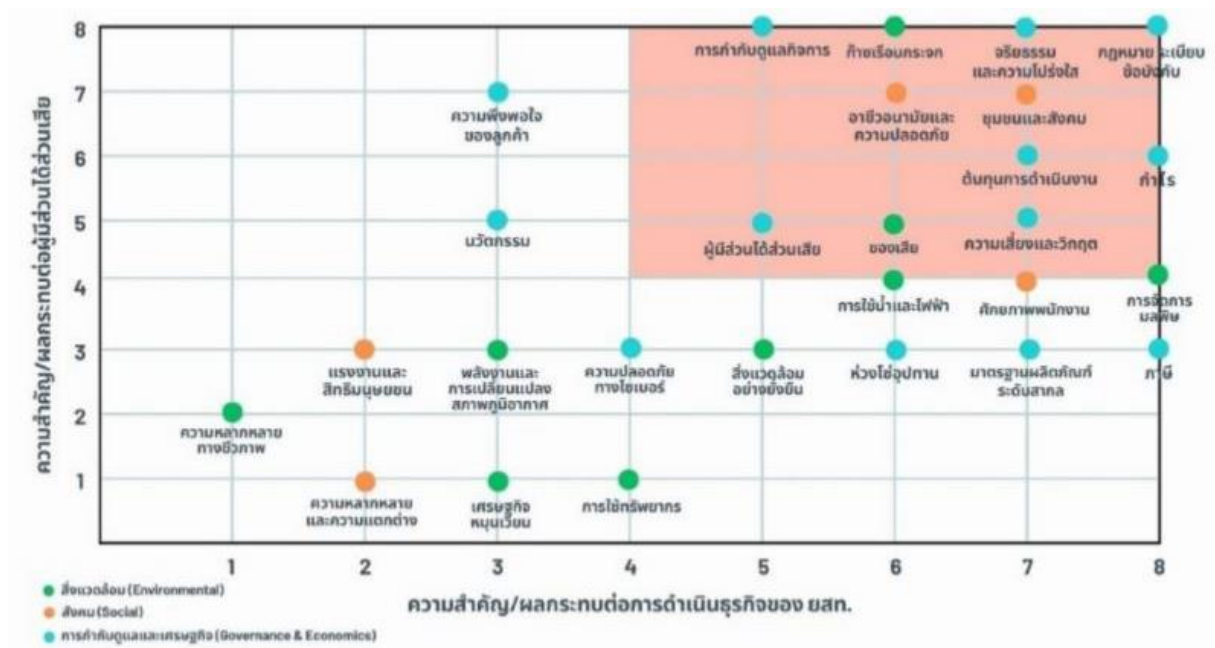 ความสำคัญ/ผลกระทบต่อผู้มีส่วนได้ส่วนเสีย
8
7
6
5
4
3
2
1
การกำกับดูแลกิจการ
ก๊าซเรือนกระจก
จริยธรรม
และความโปร่งใส
กฎหมาย ระเบียบ
ข้อบังคับ
ความพึงพอใจ
ของลูกค้า
อาชีวอนามัยและ
ความปลอดภัย
ชุมชนและสังคม
ต้นทุนการดำเนินงาน
กำไร
นวัตกรรม
ผู้มีส่วนได้ส่วนเสีย
ของเสีย
ความเสี่ยงและวิกฤต
การใช้น้ำและไฟฟ้า
ศักยภาพพนักงาน
การจัดการ
มลพิษ
แรงงานและ
สิทธิมนุษยชน
พลังงานและ
การเปลี่ยนแปลง
สภาพภูมิอากาศ
ความปลอดภัย
ทางไซเบอร์
สิ่งแวดล้อม
อย่างยั่งยืน
ห่วงโซ่อุปทาน
มาตรฐานผลิตภัณฑ์
ระดับสากล
ภาษี
ความหลากหลาย
ทางชีวภาพ
ความหลากหลาย
และความแตกต่าง
เศรษฐกิจ
หมุนเวียน
การใช้ทรัพยากร
1 2 3 4 5 6 7 8
ความสำคัญ/ผลกระทบต่อการดำเนินธุรกิจของ ยสท.
สิ่งแวดล้อม (Environmental)
สังคม (Social)
การกำกับดูแลและเศรษฐกิจ (Governance & Economics)